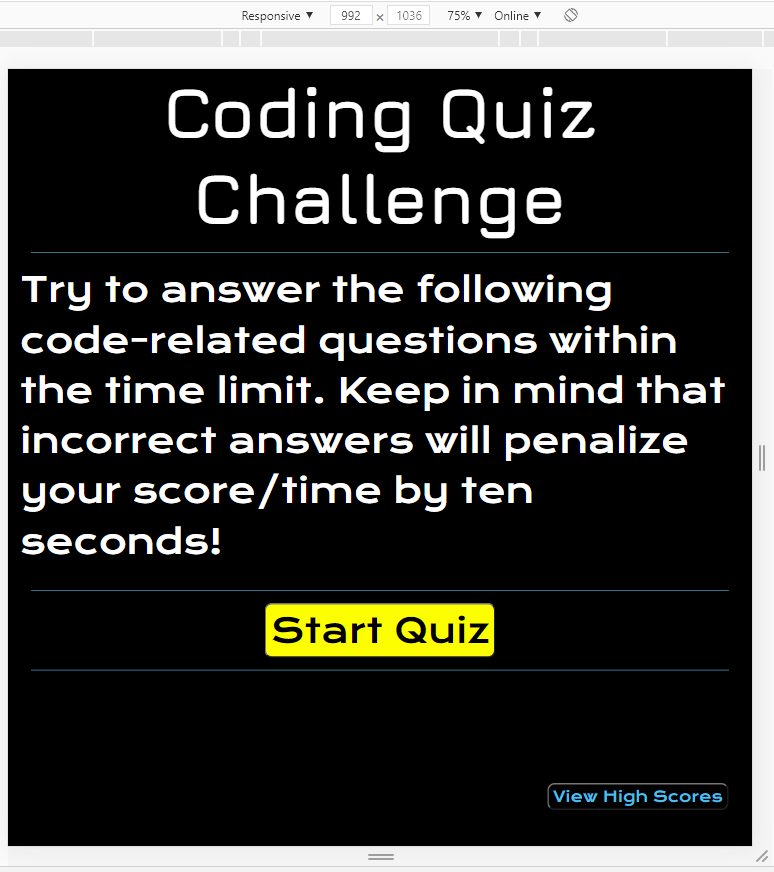 Responsive ▼ 992 × 1036 75% ▼ Online ▼
Coding Quiz
Challenge
Try to answer the following
code-related questions within
the time limit. Keep in mind that
incorrect answers will penalize
your score/time by ten
seconds!
Start Quiz
View High Scores